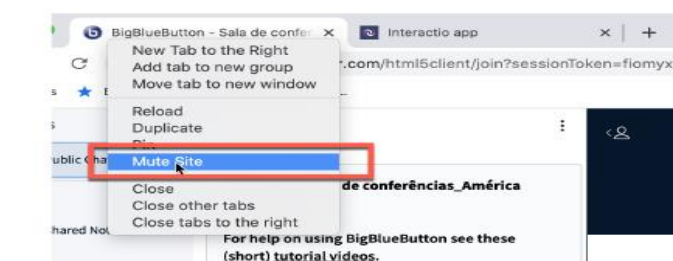 BigBlueButton - Sala de confer
Interactio app
New Tab to the Right
Add tab to new group
Move tab to new window
.com/html5client/join?sessionToken=fiomyx
Reload
Duplicate
Mute Site
ublic Cha
Close
Close other tabs
Close tabs to the right
de conferências_América
hared No
For help on using BigBlueButton see these
(short) tutorial videos.